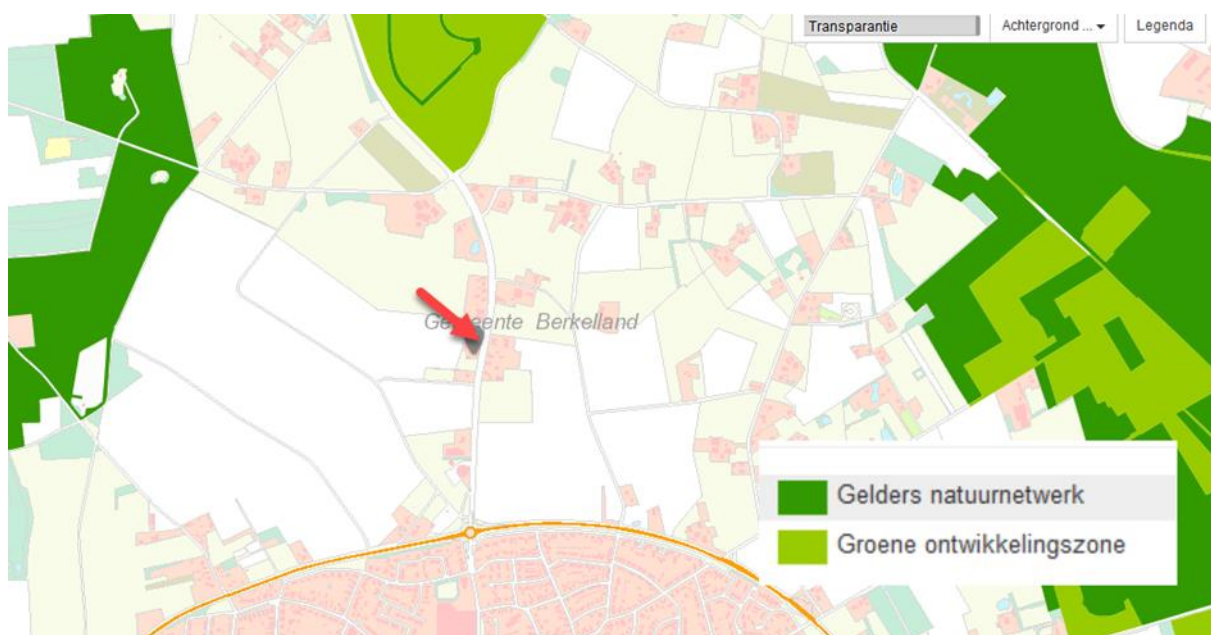 Transparantie
Achtergrond ...
Legenda
Gemeente Berkelland
Gelders natuurnetwerk
Groene ontwikkelingszone